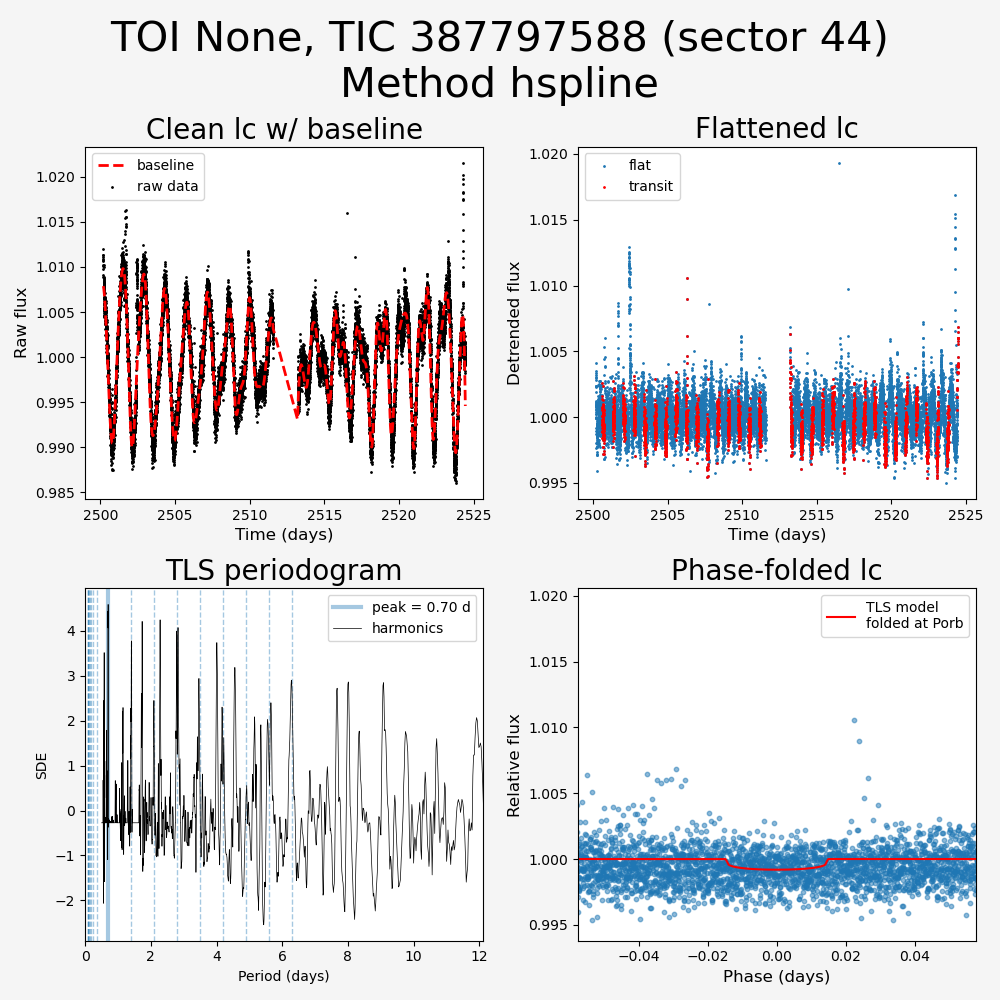 TOI None, TIC 387797588 (sector 44)
Method hspline
Clean lc w/ baseline
baseline
raw data
1.020
1.015
1.010
1.005
1.000
0.995
0.990
0.985
Raw flux
2500
2505
2510
2515
2520
2525
Time (days)
Flattened lc
flat
transit
1.020
1.015
1.010
1.005
1.000
0.995
Detrended flux
2500
2505
2510
2515
2520
2525
Time (days)
TLS periodogram
peak = 0.70 d
harmonics
4
3
2
1
0
−1
−2
SDE
0
2
4
6
8
10
12
Period (days)
Phase-folded lc
TLS model
folded at Porb
1.020
1.015
1.010
1.005
1.000
0.995
Relative flux
−0.04
−0.02
0.00
0.02
0.04
Phase (days)